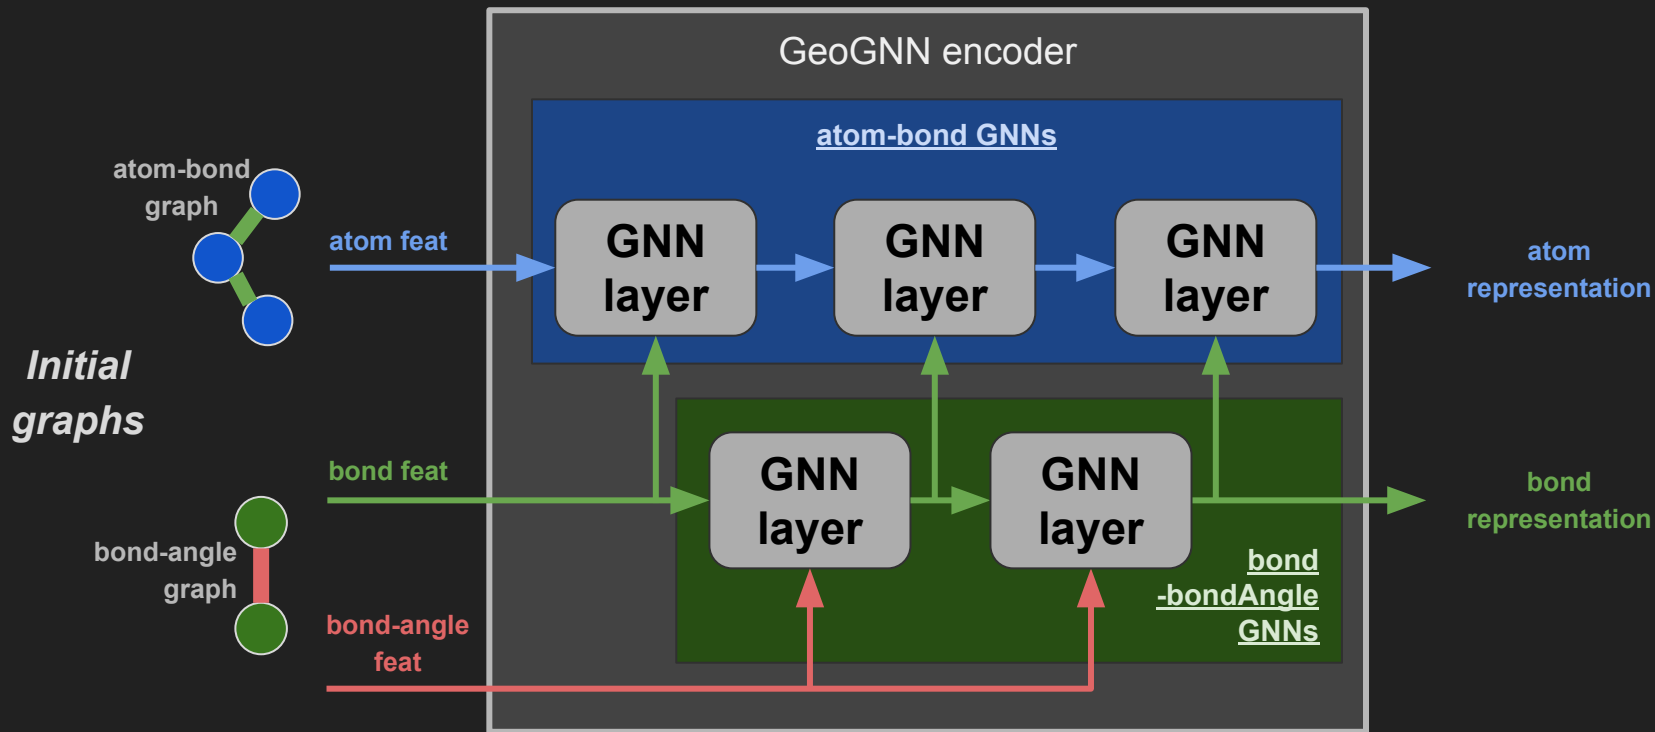 GeoGNN encoder
atom-bond GNNs
atom-bond
graph
atom feat
GNN
layer
GNN
layer
GNN
layer
atom
representation
Initial
graphs
bond feat
GNN
layer
GNN
layer
bond
representation
bond-angle
graph
bond
-bondAngle
GNNs
bond-angle
feat